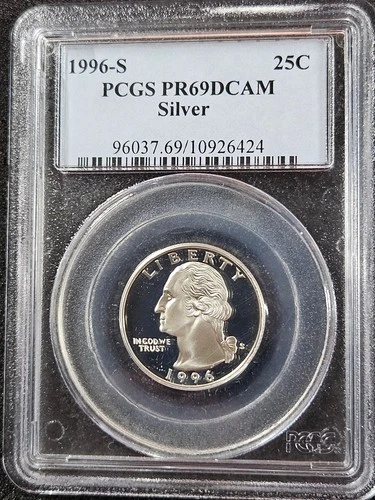 1996-S 25C
PCGS PR69DCAM
Silver
96037.69/10926424
LIBERTY
IN GOD WE
TRUST
S
1996
PCGS